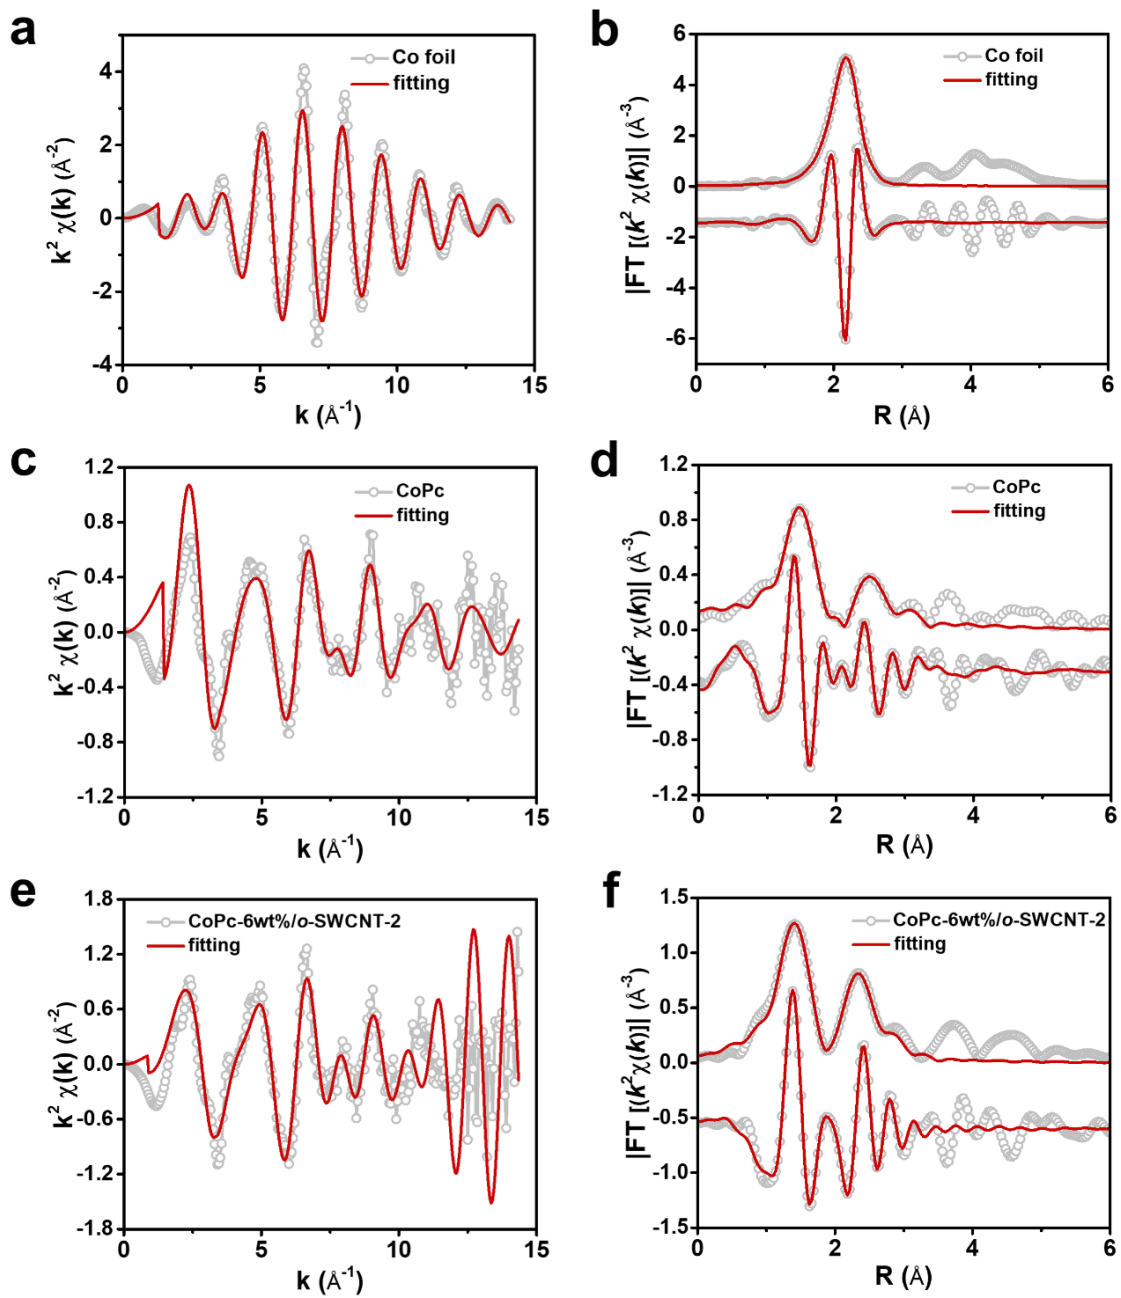 a
Co foil
fitting
4
2
0
-2
-4
k² χ(k) (Å⁻²)
0 5 10 15
k (Å⁻¹)
b
Co foil
fitting
6
4
2
0
-2
-4
-6
|FT [(k² χ(k)]| (Å⁻³)
0 2 4 6
R (Å)
c
CoPc
fitting
1.2
0.8
0.4
0.0
-0.4
-0.8
-1.2
k² χ(k) (Å⁻²)
0 5 10 15
k (Å⁻¹)
d
CoPc
fitting
1.2
0.8
0.4
0.0
-0.4
-0.8
-1.2
|FT [(k² χ(k)]| (Å⁻³)
0 2 4 6
R (Å)
e
CoPc-6wt%/o-SWCNT-2
fitting
1.8
1.2
0.6
0.0
-0.6
-1.2
-1.8
k² χ(k) (Å⁻²)
0 5 10 15
k (Å⁻¹)
f
CoPc-6wt%/o-SWCNT-2
fitting
1.5
1.0
0.5
0.0
-0.5
-1.0
-1.5
|FT [(k²χ(k)]| (Å⁻³)
0 2 4 6
R (Å)